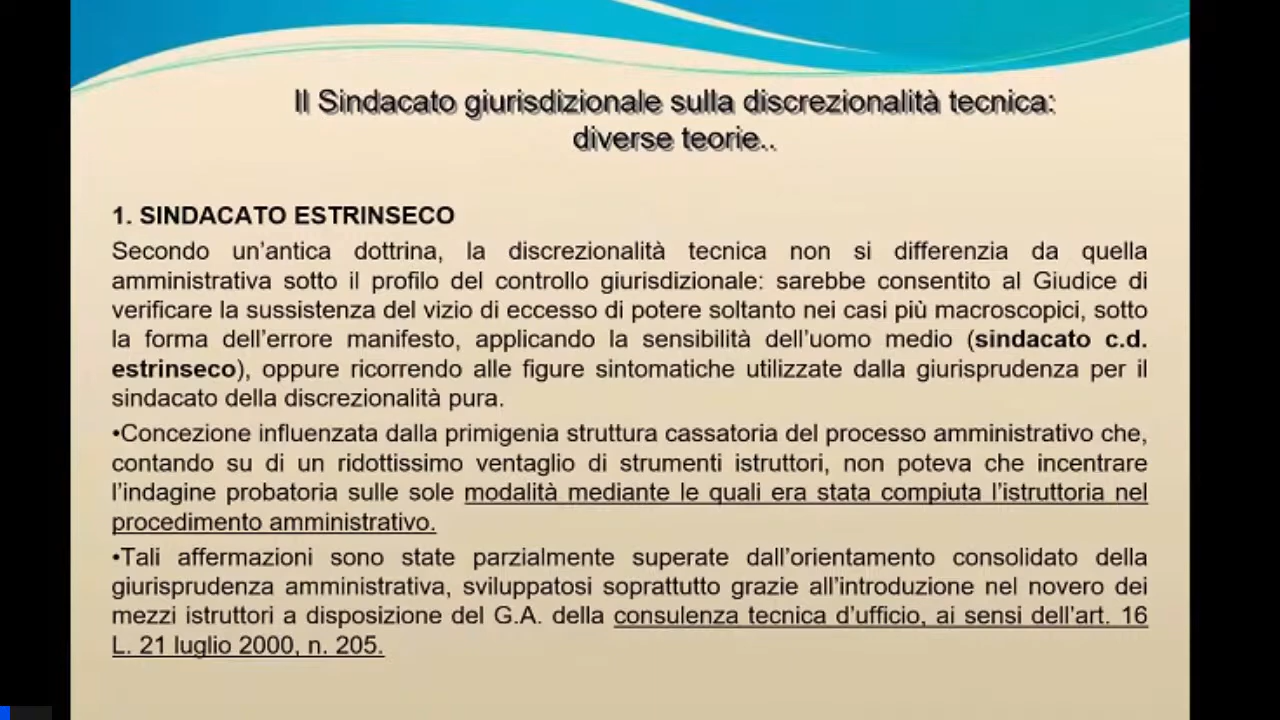 Il Sindacato giurisdizionale sulla discrezionalità tecnica:
diverse teorie..
1. SINDACATO ESTRINSECO
Secondo un’antica dottrina, la discrezionalità tecnica non si differenzia da quella
amministrativa sotto il profilo del controllo giurisdizionale: sarebbe consentito al Giudice di
verificare la sussistenza del vizio di eccesso di potere soltanto nei casi più macroscopici, sotto
la forma dell’errore manifesto, applicando la sensibilità dell’uomo medio (sindacato c.d.
estrinseco), oppure ricorrendo alle figure sintomatiche utilizzate dalla giurisprudenza per il
sindacato della discrezionalità pura.
•Concezione influenzata dalla primigenia struttura cassatoria del processo amministrativo che,
contando su di un ridottissimo ventaglio di strumenti istruttori, non poteva che incentrare
l’indagine probatoria sulle sole modalità mediante le quali era stata compiuta l’istruttoria nel
procedimento amministrativo.
•Tali affermazioni sono state parzialmente superate dall’orientamento consolidato della
giurisprudenza amministrativa, sviluppatosi soprattutto grazie all’introduzione nel novero dei
mezzi istruttori a disposizione del G.A. della consulenza tecnica d’ufficio, ai sensi dell’art. 16
L. 21 luglio 2000, n. 205.